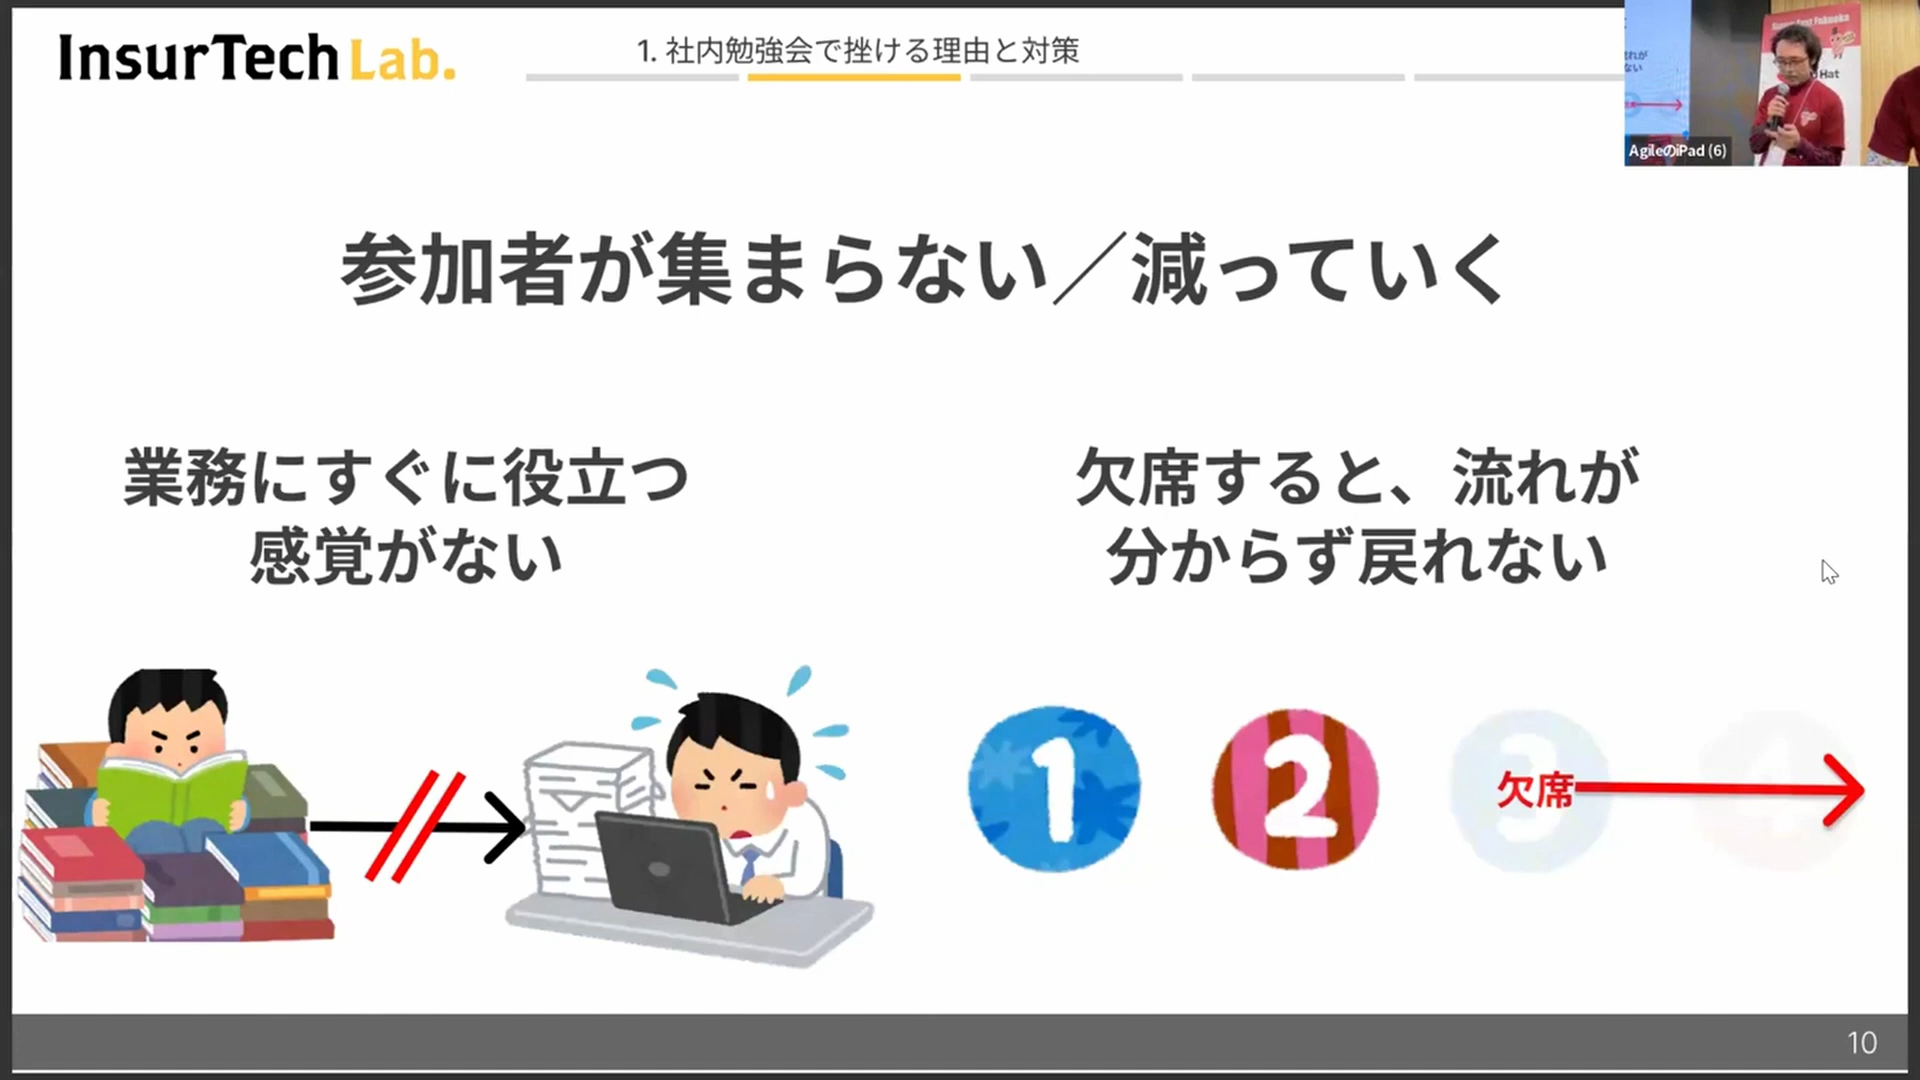 InsurTech Lab.
1. 社内勉強会で挫ける理由と対策
AgileのiPad (6)
参加者が集まらない／減っていく
業務にすぐに役立つ
感覚がない
欠席すると、流れが
分からず戻れない
1
2
3
欠席
4
10